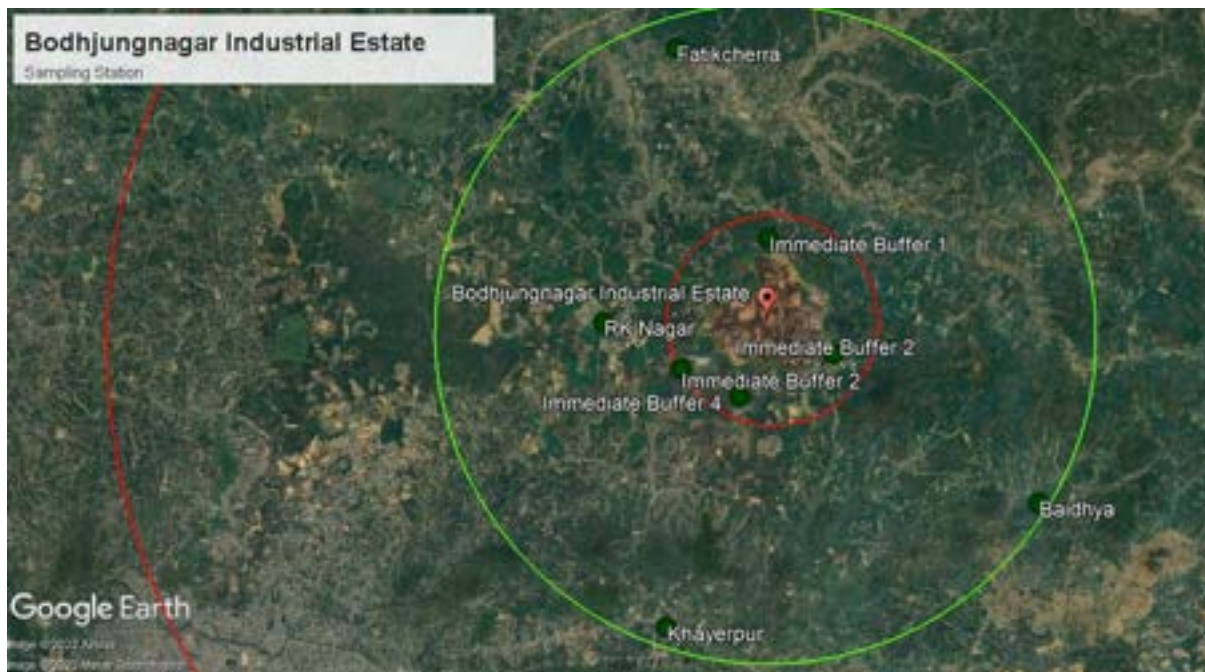 Bodhjungnagar Industrial Estate
Sampling Station
Fatikcherra
Immediate Buffer 1
Bodhjungnagar Industrial Estate
RK Nagar
Immediate Buffer 2
Immediate Buffer 2
Immediate Buffer 4
Baidhya
Khayerpur
Google Earth